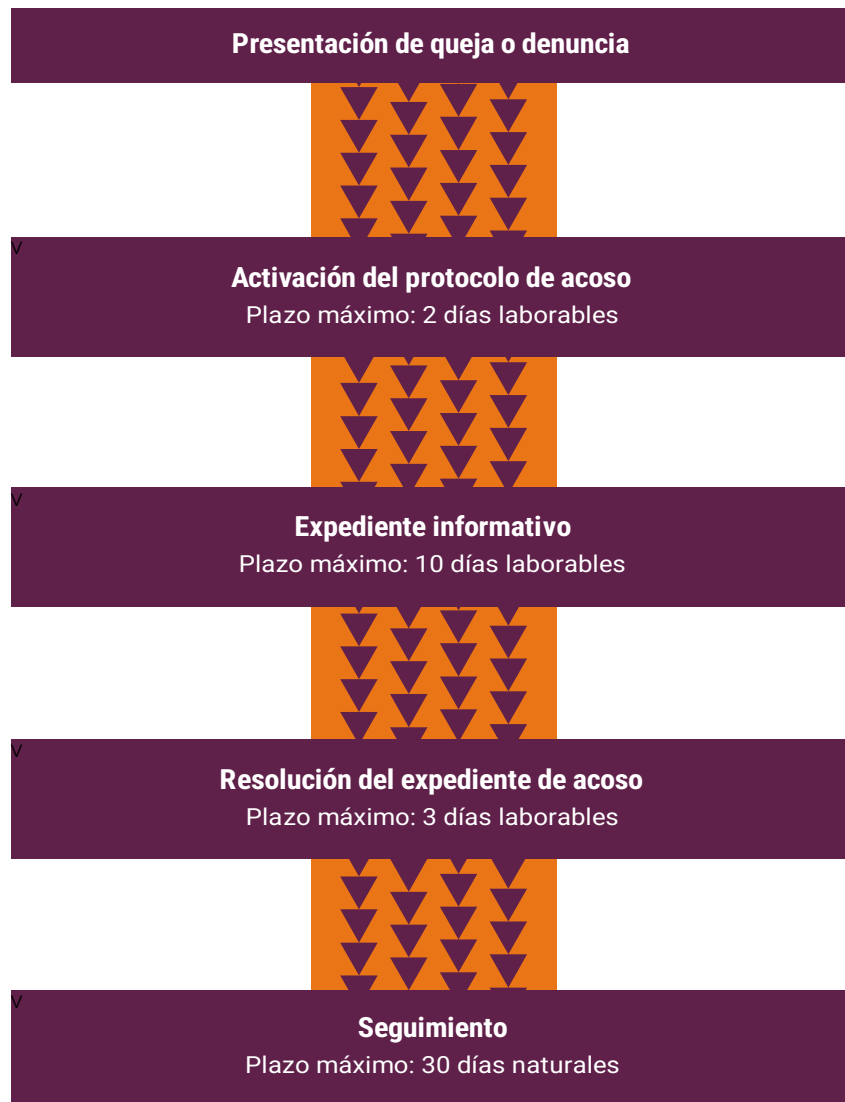 Presentación de queja o denuncia
V
Activación del protocolo de acoso
Plazo máximo: 2 días laborables
V
Expediente informativo
Plazo máximo: 10 días laborables
V
Resolución del expediente de acoso
Plazo máximo: 3 días laborables
V
Seguimiento
Plazo máximo: 30 días naturales